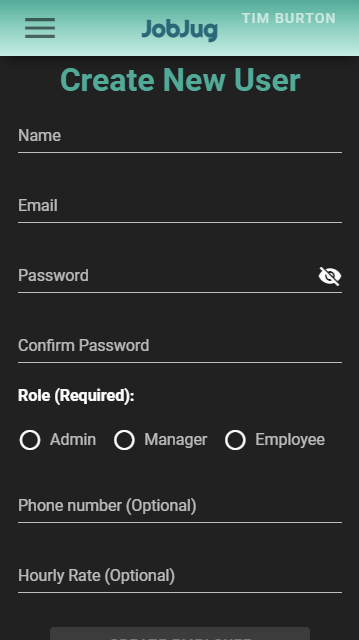 JobJug
TIM BURTON
Create New User
Name
Email
Password
Confirm Password
Role (Required):
Admin Manager Employee
Phone number (Optional)
Hourly Rate (Optional)